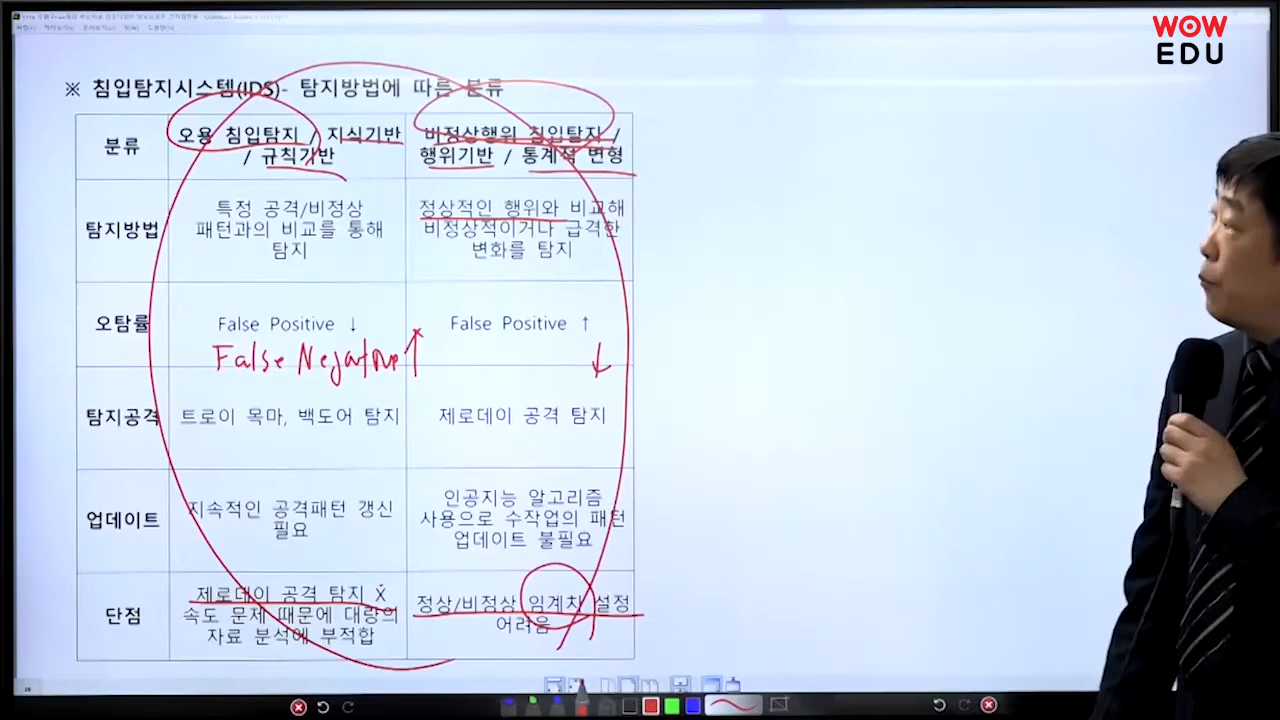 WOW
EDU
※ 침입탐지시스템(IDS)- 탐지방법에 따른 분류
분류
오용 침입탐지 / 지식기반
/ 규칙기반
비정상행위 침입탐지 /
행위기반 / 통계적 변형
탐지방법
특정 공격/비정상
패턴과의 비교를 통해
탐지
정상적인 행위와 비교해
비정상적이거나 급격한
변화를 탐지
오탐률
False Positive ↓
False Negative ↑
False Positive ↑
↓
탐지공격
트로이 목마, 백도어 탐지
제로데이 공격 탐지
업데이트
지속적인 공격패턴 갱신
필요
인공지능 알고리즘
사용으로 수작업의 패턴
업데이트 불필요
단점
제로데이 공격 탐지 X
속도 문제 때문에 대량의
자료 분석에 부적합
정상/비정상 임계치 설정
어려움